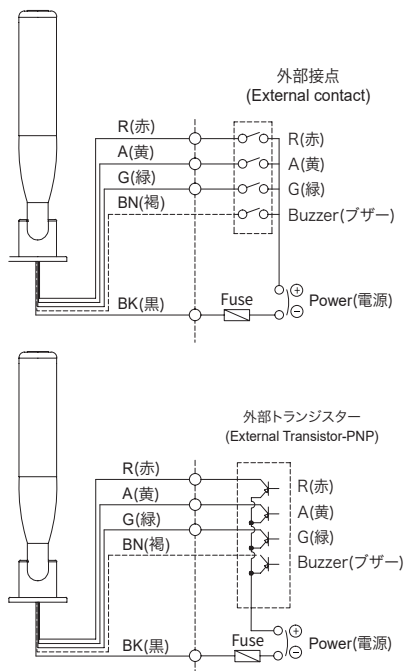 外部接点
(External contact)
R(赤)
R(赤)
A(黄)
A(黄)
G(緑)
G(緑)
BN(褐)
Buzzer(ブザー)
⊕
BK(黒)
Fuse
Power(電源)
⊖
外部トランジスター
(External Transistor-PNP)
R(赤)
R(赤)
A(黄)
A(黄)
G(緑)
G(緑)
BN(褐)
Buzzer(ブザー)
⊕
BK(黒)
Fuse
Power(電源)
⊖